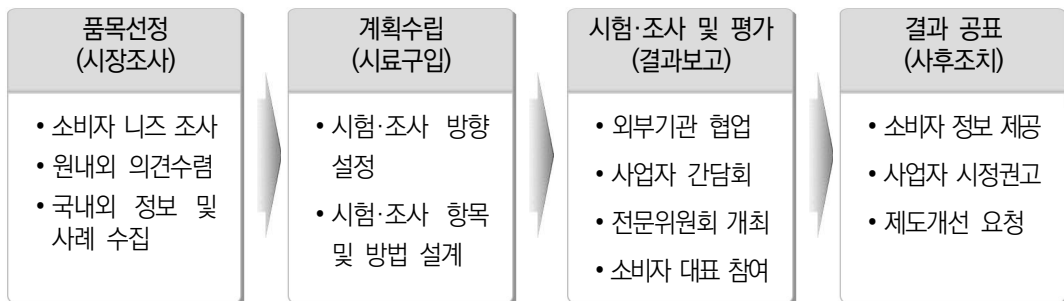 품목선정
(시장조사)
• 소비자 니즈 조사
• 원내외 의견수렴
• 국내외 정보 및
사례 수집
계획수립
(시료구입)
• 시험·조사 방향
설정
• 시험·조사 항목
및 방법 설계
시험·조사 및 평가
(결과보고)
• 외부기관 협업
• 사업자 간담회
• 전문위원회 개최
• 소비자 대표 참여
결과 공표
(사후조치)
• 소비자 정보 제공
• 사업자 시정권고
• 제도개선 요청